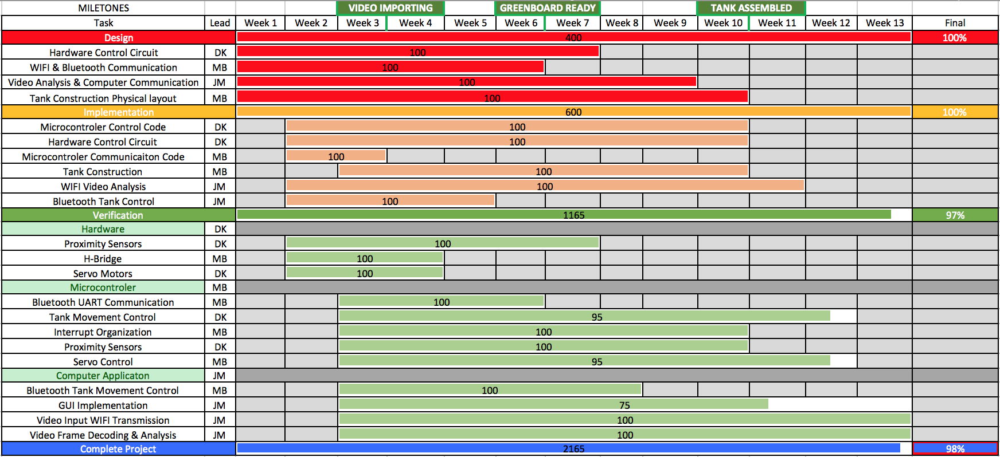 MILETONES VIDEO IMPORTING GREENBOARD READY TANK ASSEMBLED
Task Lead Week 1 Week 2 Week 3 Week 4 Week 5 Week 6 Week 7 Week 8 Week 9 Week 10 Week 11 Week 12 Week 13 Final
Design 400 100%
Hardware Control Circuit DK 100
WIFI & Bluetooth Communication MB 100
Video Analysis & Computer Communication JM 100
Tank Construction Physical layout MB 100
Implementation 600 100%
Microcontroler Control Code DK 100
Hardware Control Circuit DK 100
Microcontroler Communicaiton Code MB 100
Tank Construction MB 100
WIFI Video Analysis JM 100
Bluetooth Tank Control JM 100
Verification 1165 97%
Hardware DK
Proximity Sensors DK 100
H-Bridge MB 100
Servo Motors DK 100
Microcontroler MB
Bluetooth UART Communication MB 100
Tank Movement Control DK 95
Interrupt Organization MB 100
Proximity Sensors DK 100
Servo Control MB 95
Computer Applicaton JM
Bluetooth Tank Movement Control MB 100
GUI Implementation JM 75
Video Input WIFI Transmission JM 100
Video Frame Decoding & Analysis JM 100
Complete Project 2165 98%